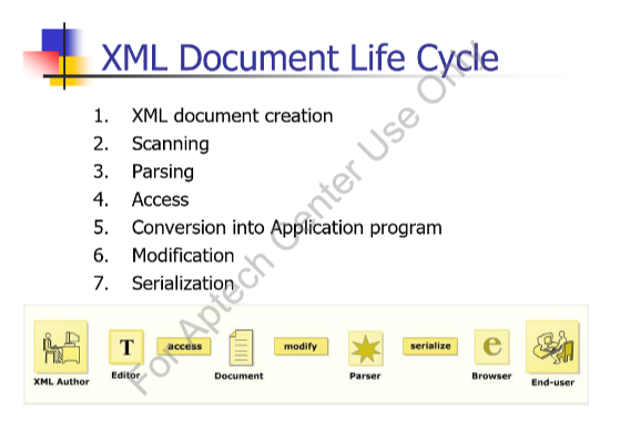 XML Document Life Cycle
1. XML document creation
2. Scanning
3. Parsing
4. Access
5. Conversion into Application program
6. Modification
7. Serialization
For Aptech Center Use Only
T access modify serialize e
XML Author Editor Document Parser Browser End-user